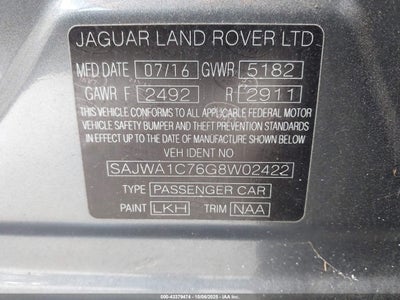 JAGUAR LAND ROVER LTD
MFD DATE 07/16 GVWR 5182
GAWR F 2492 R 2911
THIS VEHICLE CONFORMS TO ALL APPLICABLE FEDERAL MOTOR
VEHICLE SAFETY BUMPER AND THEFT PREVENTION STANDARDS
IN EFFECT UP TO THE DATE OF MANUFACTURE SHOWN ABOVE.
VEH IDENT NO
SAJWA1C76G8W02422
TYPE PASSENGER CAR
PAINT LKH TRIM NAA